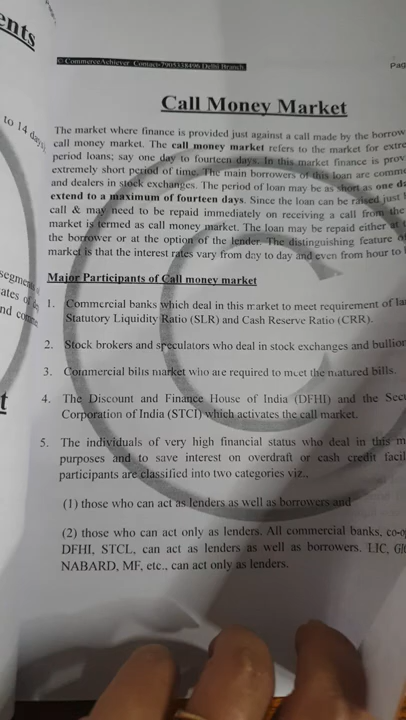 ents
to 14 days
segments
ates of
nd
t
© CommerceAchiever Contact-7905338496 Delhi Branch
Pag
Call Money Market
The market where finance is provided just against a call made by the borrow
call money market. The call money market refers to the market for extre
period loans; say one day to fourteen days. In this market finance is prov
extremely short period of time. The main borrowers of this loan are comme
and dealers in stock exchanges. The period of loan may be as short as one da
extend to a maximum of fourteen days. Since the loan can be raised just
call & may need to be repaid immediately on receiving a call from the
market is termed as call money market. The loan may be repaid either at
the borrower or at the option of the lender. The distinguishing feature of
market is that the interest rates vary from day to day and even from hour to
Major Participants of Call money market
1. Commercial banks which deal in this market to meet requirement of la
Statutory Liquidity Ratio (SLR) and Cash Reserve Ratio (CRR).
2. Stock brokers and speculators who deal in stock exchanges and bullion
3. Commercial bills market who are required to meet the matured bills.
4. The Discount and Finance House of India (DFHI) and the Secu
Corporation of India (STCI) which activates the call market.
5. The individuals of very high financial status who deal in this m
purposes and to save interest on overdraft or cash credit facil
participants are classified into two categories viz.,
(1) those who can act as lenders as well as borrowers and
(2) those who can act only as lenders. All commercial banks, co-o
DFHI, STCL, can act as lenders as well as borrowers. LIC, GI
NABARD, MF, etc., can act only as lenders.